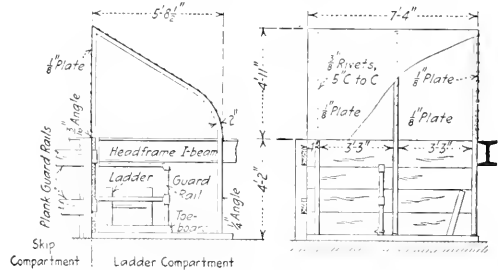 5'-8½"
7'-4"
⅛" Plate
2"
4'-11"
⅜" Rivets,
5" C to C
⅛" Plate
⅛" Plate
⅛" Plate
Angle
Headframe I-beam
3'-3"
3'-3"
Plank Guard Rails
Ladder
Guard
Rail
Toe-
board
¼" Angle
4'-2"
Skip
Compartment
Ladder Compartment